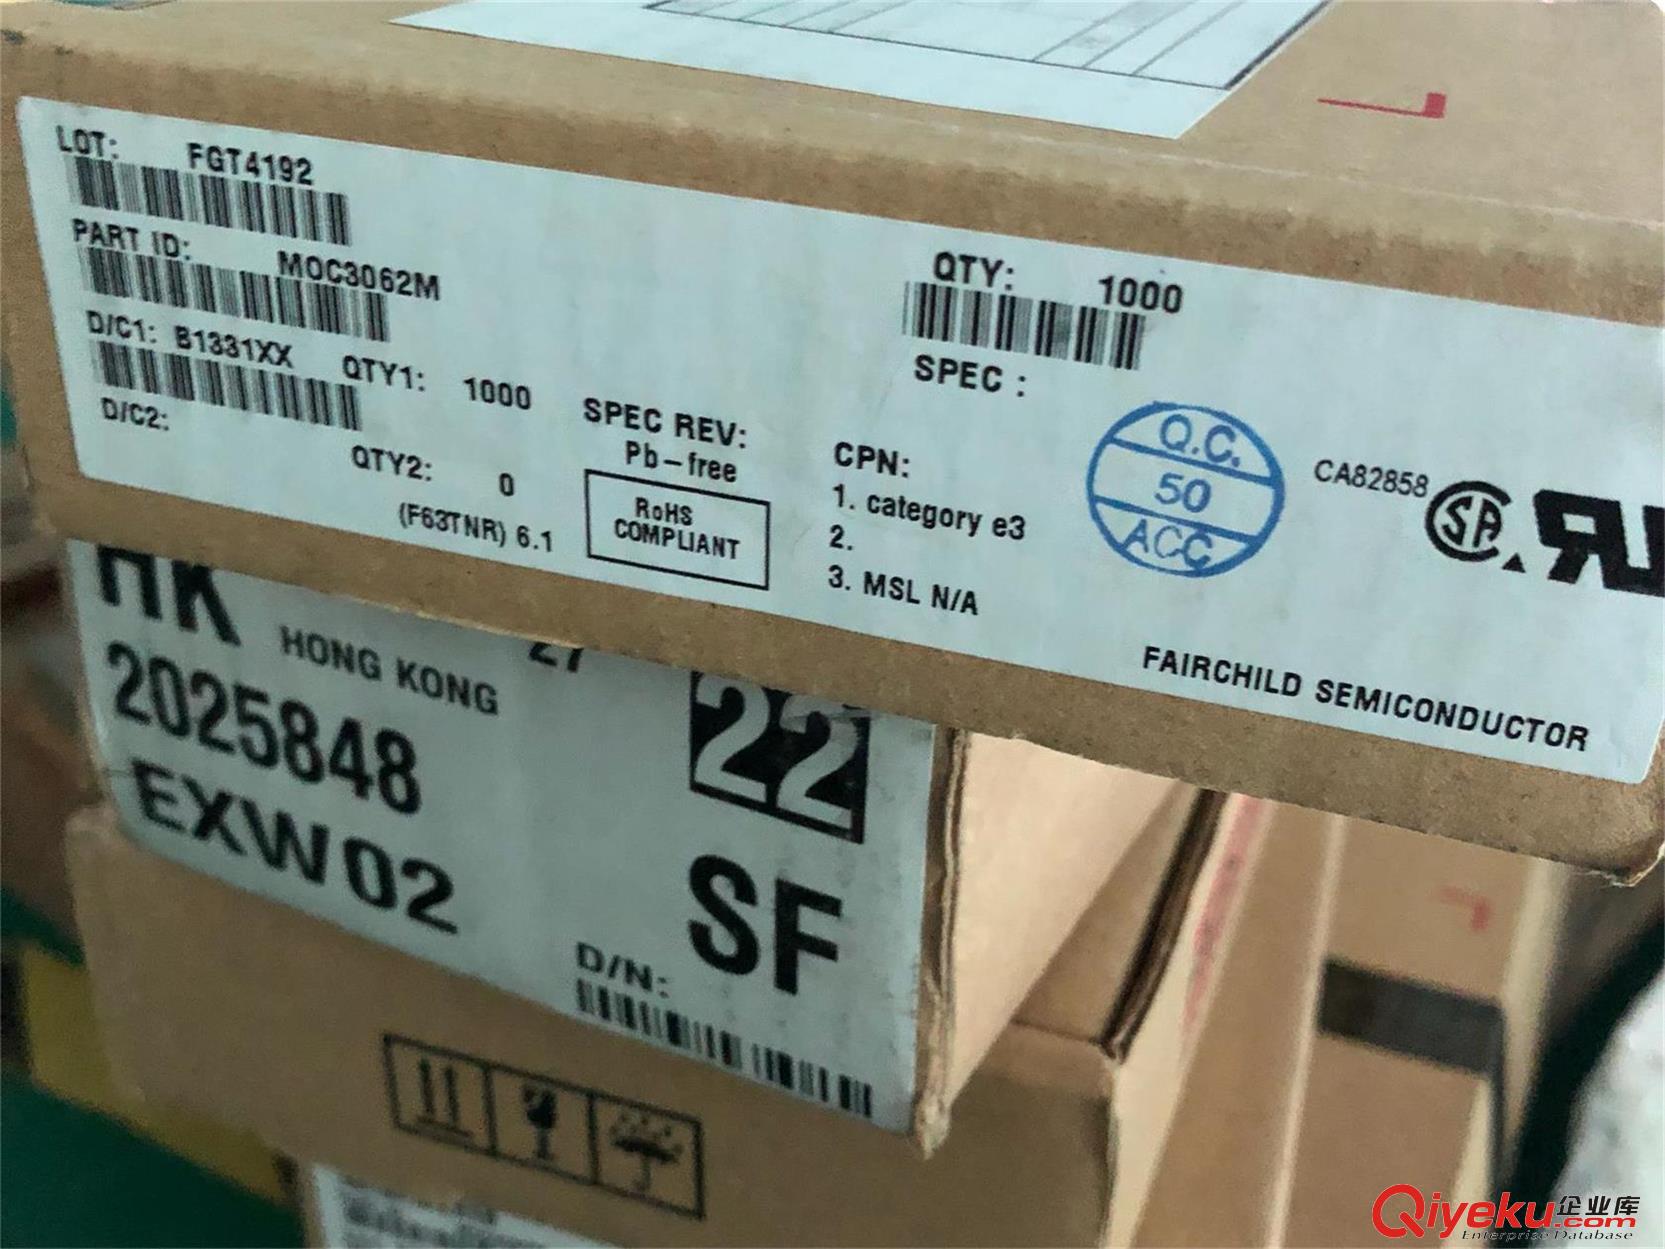 LOT: FGT4192
PART ID: MOC3062M
D/C1: B1331XX QTY1: 1000
D/C2: QTY2: 0
(F63TNR) 6.1
SPEC REV:
Pb-free
RoHS
COMPLIANT
QTY: 1000
SPEC :
CPN:
1. category e3
2.
3. MSL N/A
Q.C.
50
ACC
CA82858
SA
FAIRCHILD SEMICONDUCTOR
HK HONG KONG 27
2025848
EXW02
22
SF
D/N:
Qiyeku企业库
.com
Enterprise Database